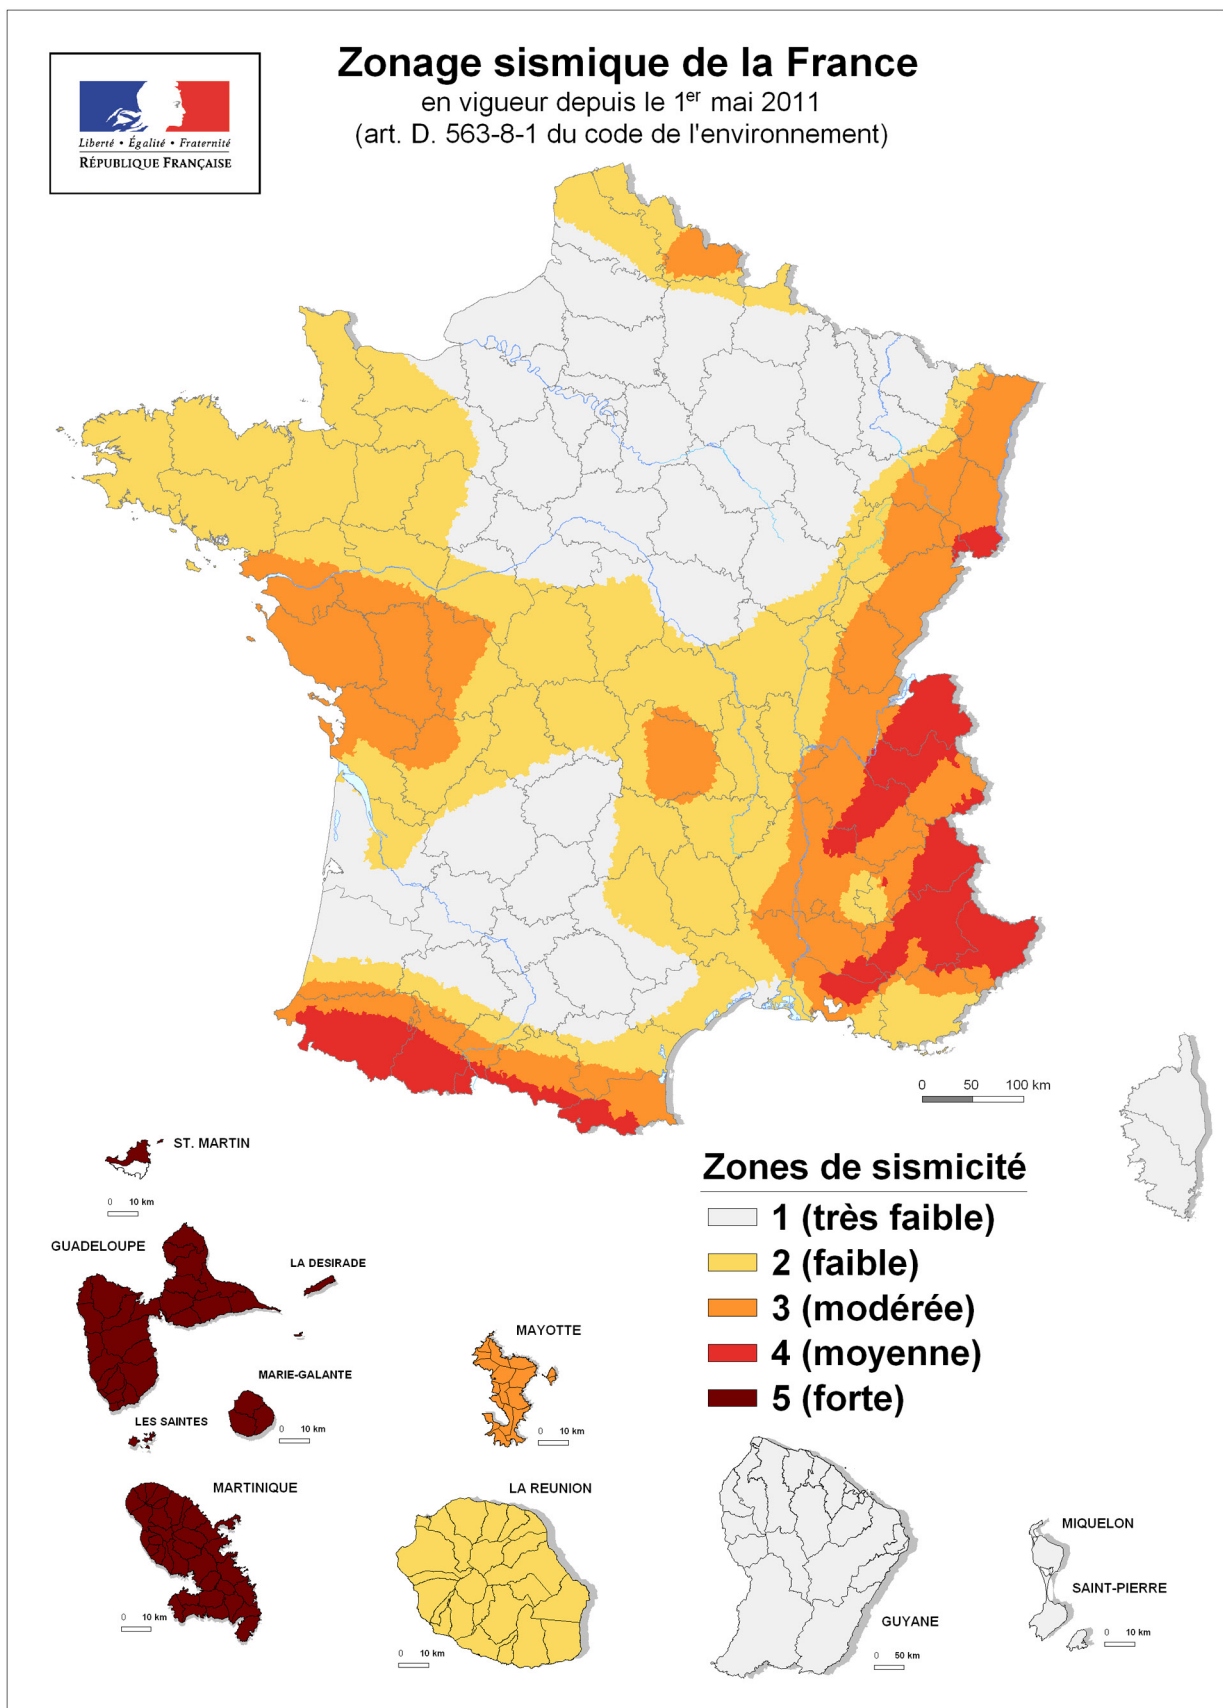 Zonage sismique de la France
en vigueur depuis le 1er mai 2011
(art. D. 563-8-1 du code de l'environnement)
Liberté • Égalité • Fraternité
RÉPUBLIQUE FRANÇAISE
0 50 100 km
ST. MARTIN
0 10 km
Zones de sismicité
1 (très faible)
2 (faible)
3 (modérée)
4 (moyenne)
5 (forte)
GUADELOUPE
LA DESIRADE
MARIE-GALANTE
0 10 km
LES SAINTES
MAYOTTE
0 10 km
MARTINIQUE
0 10 km
LA REUNION
0 10 km
GUYANE
0 50 km
MIQUELON
SAINT-PIERRE
0 10 km